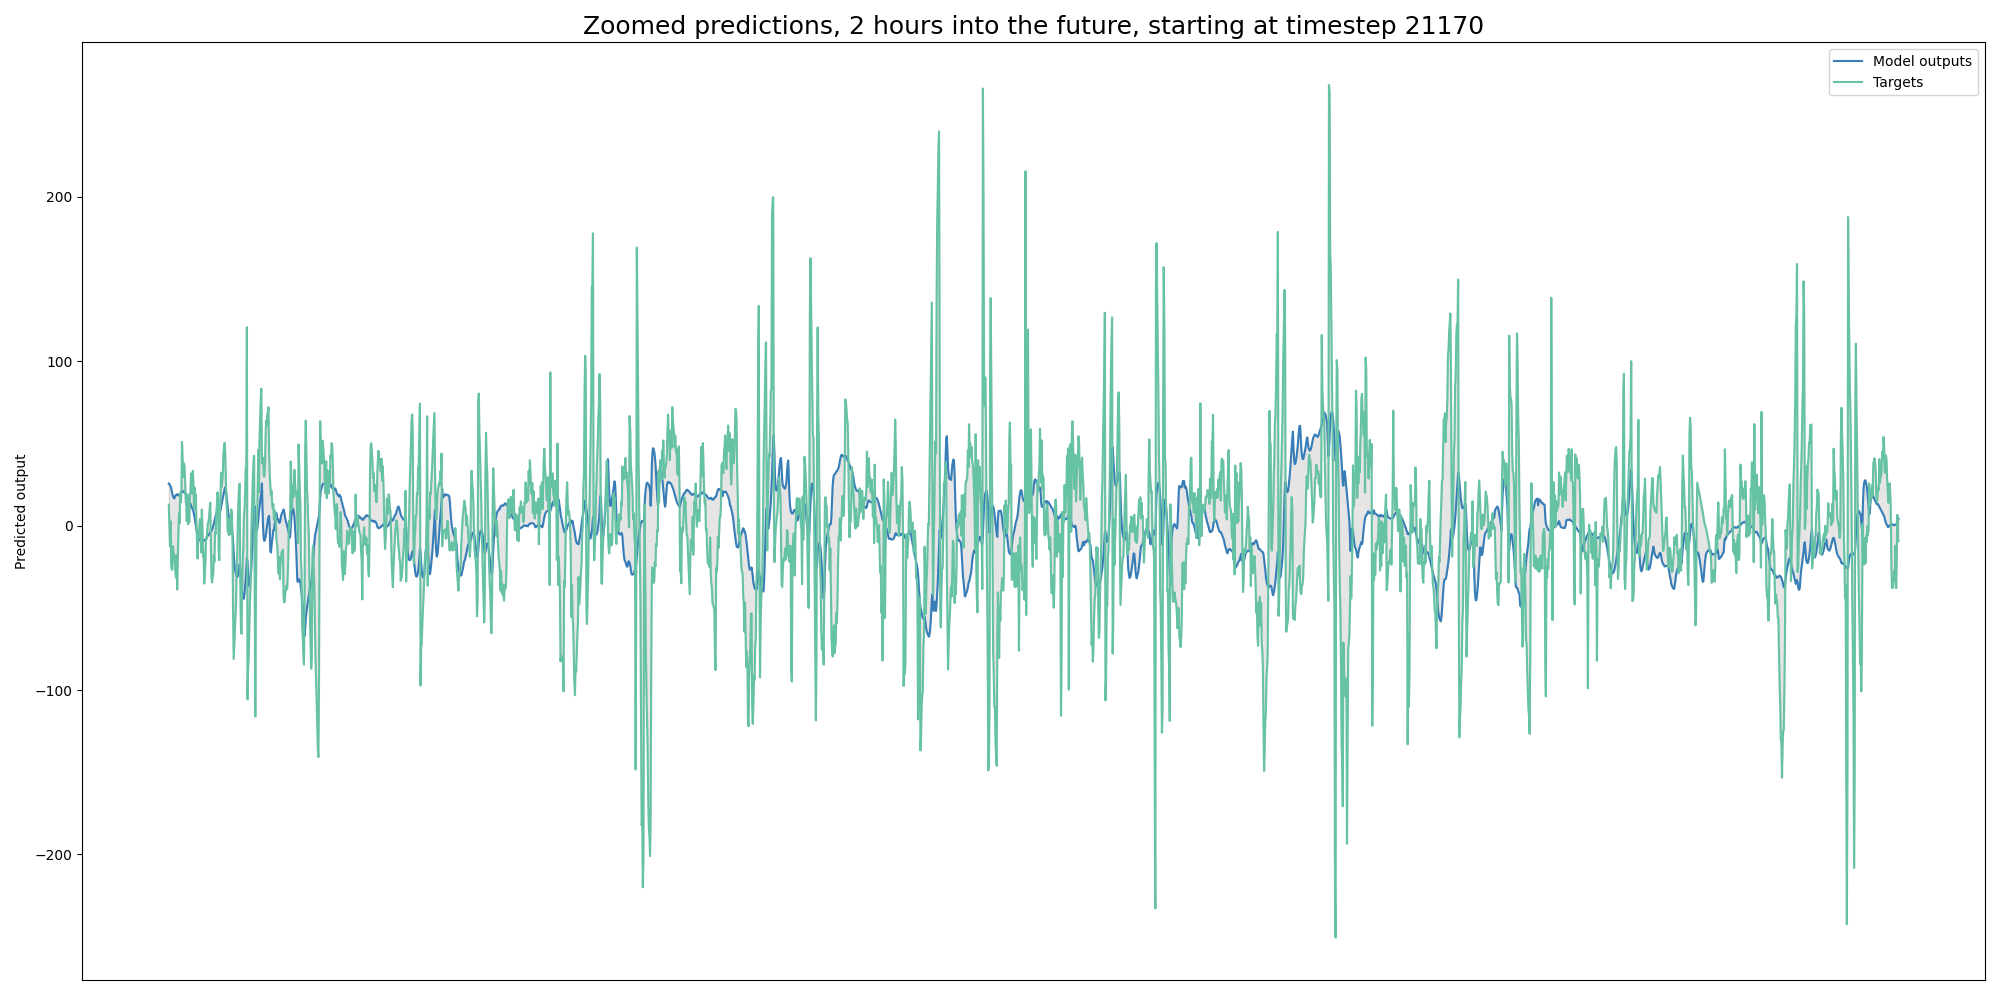 Zoomed predictions, 2 hours into the future, starting at timestep 21170
Model outputs
Targets
Predicted output
200
100
0
−100
−200